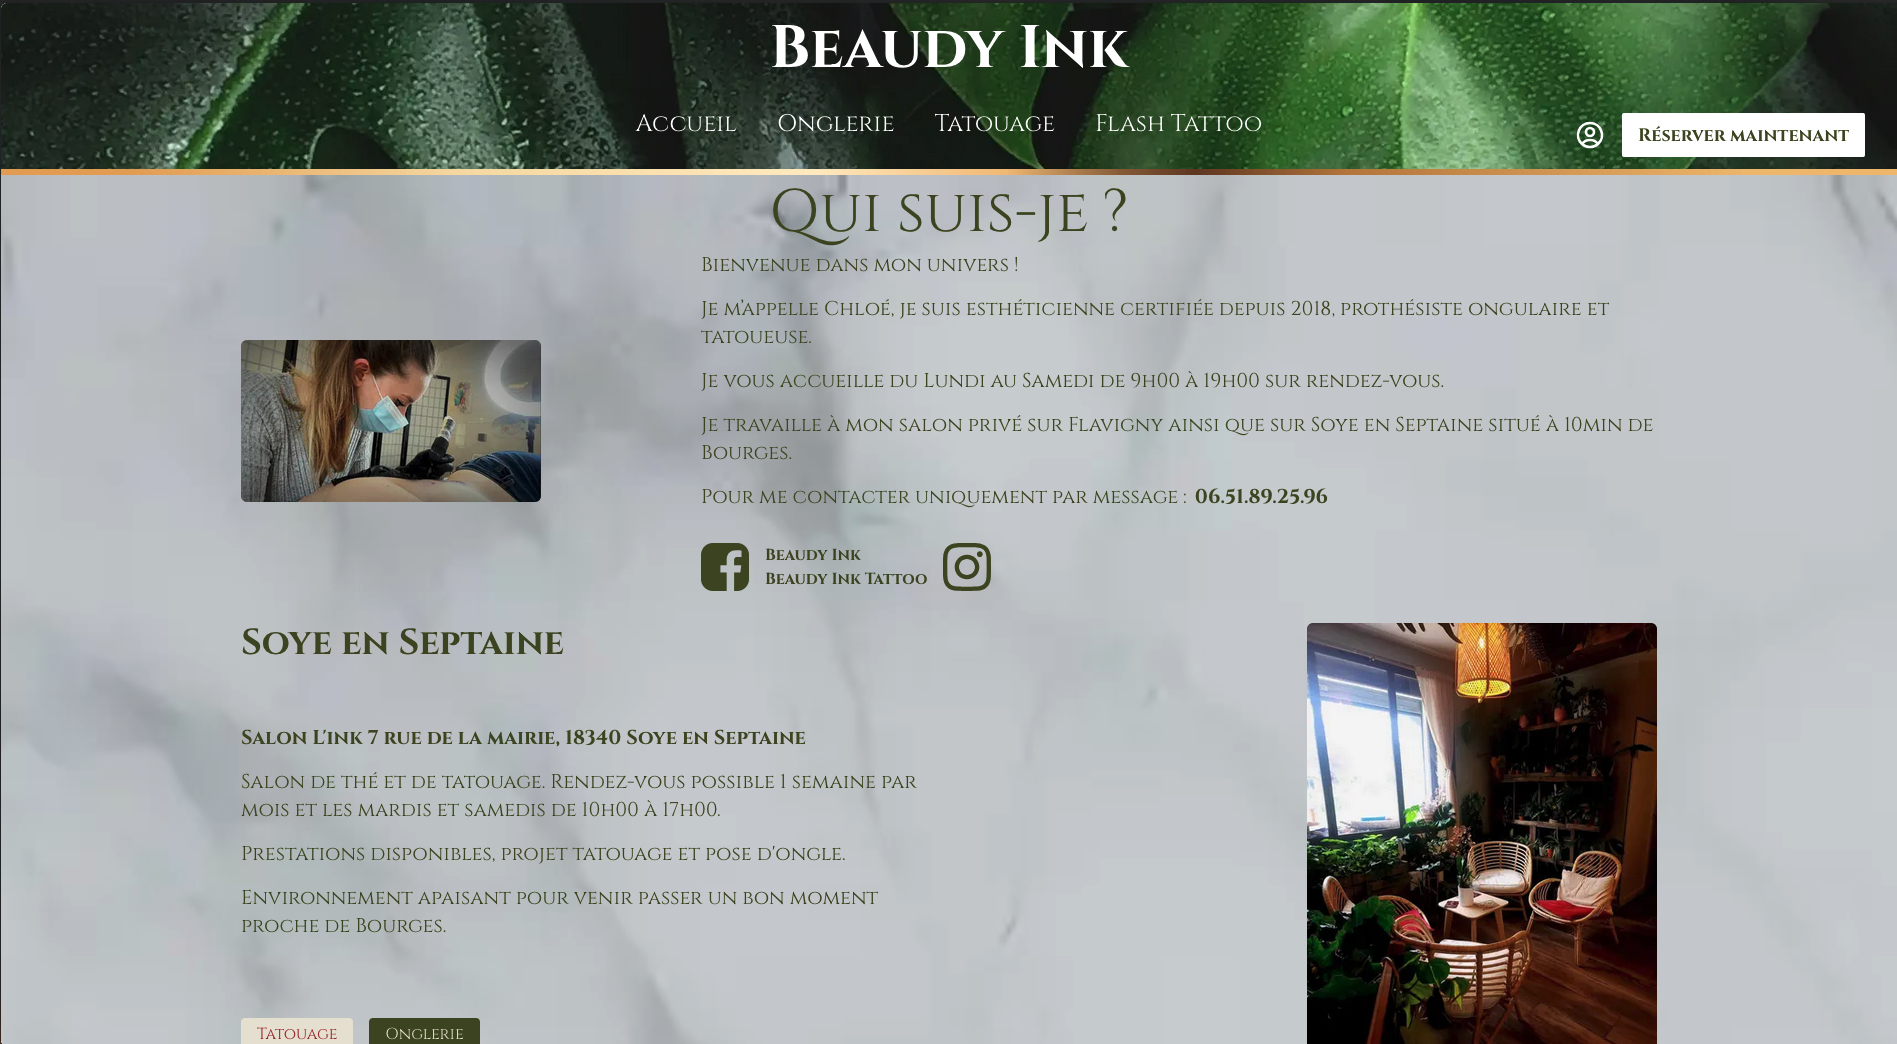 Beaudy Ink
Accueil Onglerie Tatouage Flash Tattoo
Réserver maintenant
Qui suis-je ?
Bienvenue dans mon univers !
Je m'appelle Chloé, je suis esthéticienne certifiée depuis 2018, prothésiste ongulaire et
tatoueuse.
Je vous accueille du Lundi au Samedi de 9h00 à 19h00 sur rendez-vous.
Je travaille à mon salon privé sur Flavigny ainsi que sur Soye en Septaine situé à 10min de
Bourges.
Pour me contacter uniquement par message : 06.51.89.25.96
Beaudy Ink
Beaudy Ink Tattoo
Soye en Septaine
Salon L'ink 7 rue de la mairie, 18340 Soye en Septaine
Salon de thé et de tatouage. Rendez-vous possible 1 semaine par
mois et les mardis et samedis de 10h00 à 17h00.
Prestations disponibles, projet tatouage et pose d'ongle.
Environnement apaisant pour venir passer un bon moment
proche de Bourges.
Tatouage Onglerie